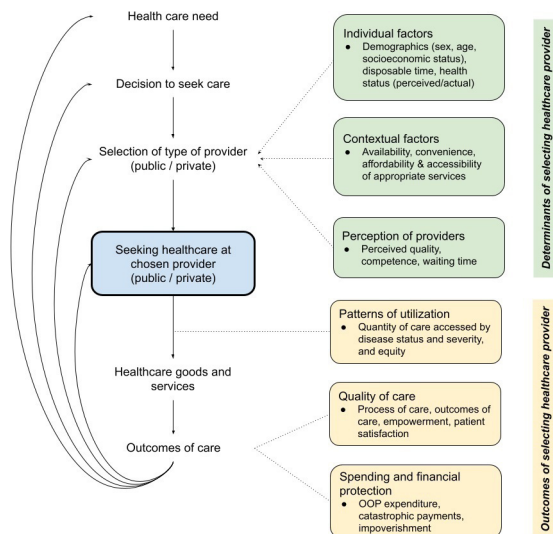 Health care need
Decision to seek care
Selection of type of provider
(public / private)
Seeking healthcare at
chosen provider
(public / private)
Healthcare goods and
services
Outcomes of care
Individual factors
● Demographics (sex, age,
socioeconomic status),
disposable time, health
status (perceived/actual)
Contextual factors
● Availability, convenience,
affordability & accessibility
of appropriate services
Perception of providers
● Perceived quality,
competence, waiting time
Patterns of utilization
● Quantity of care accessed by
disease status and severity,
and equity
Quality of care
● Process of care, outcomes of
care, empowerment, patient
satisfaction
Spending and financial
protection
● OOP expenditure,
catastrophic payments,
impoverishment
Determinants of selecting healthcare provider
Outcomes of selecting healthcare provider